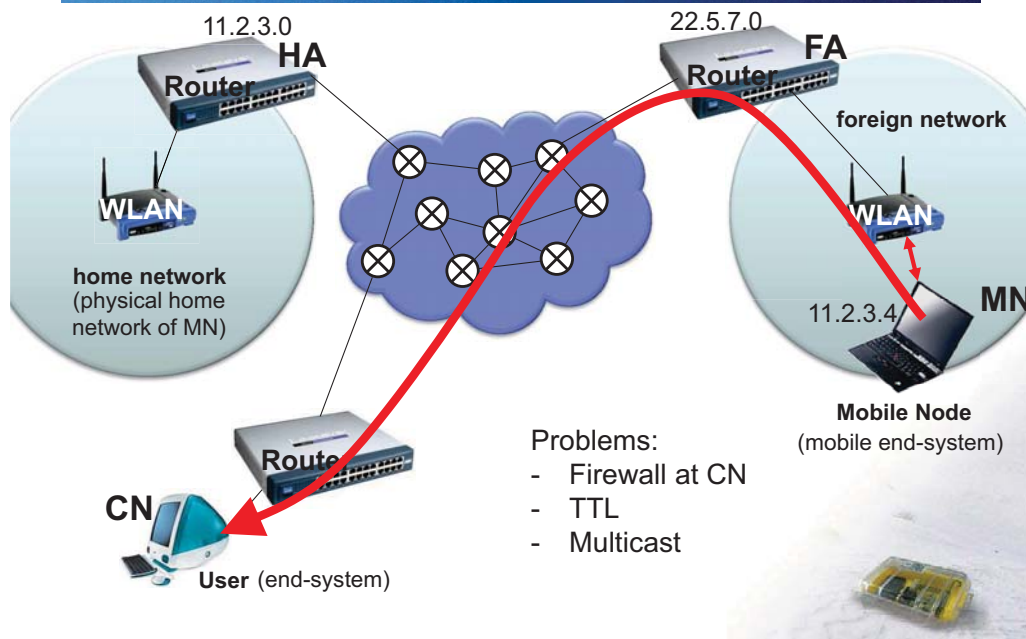 11.2.3.0
HA
Router
WLAN
home network
(physical home
network of MN)
22.5.7.0
FA
Router
foreign network
WLAN
11.2.3.4
MN
Mobile Node
(mobile end-system)
Router
CN
User (end-system)
Problems:
- Firewall at CN
- TTL
- Multicast